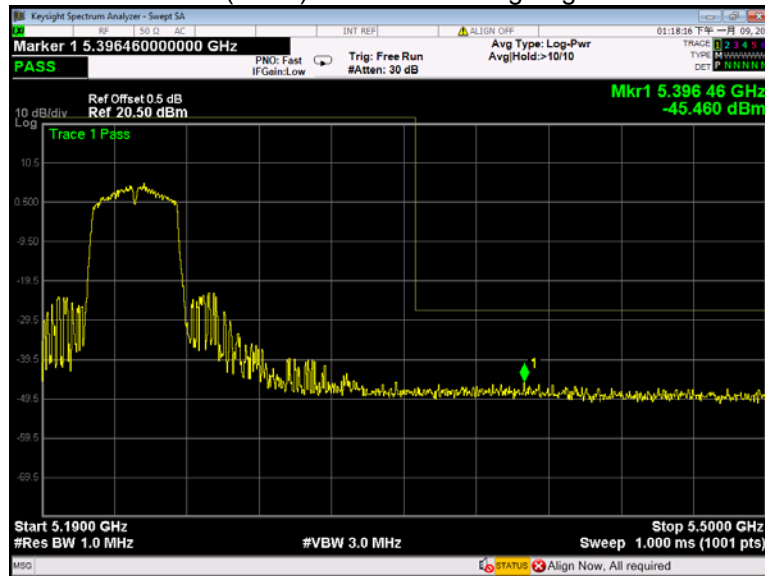 Keysight Spectrum Analyzer - Swept SA
RF 50 Ω AC INT REF ALIGN OFF 01:18:16 下午 一月 09, 20
Marker 1 5.396460000000 GHz
PASS
PNO: Fast
IFGain:Low
Trig: Free Run
#Atten: 30 dB
Avg Type: Log-Pwr
Avg|Hold:>10/10
TRACE 1 2 3 4 5
TYPE M
DET P N N N N N
Mkr1 5.396 46 GHz
-45.460 dBm
Ref Offset 0.5 dB
10 dB/div Ref 20.50 dBm
Log
Trace 1 Pass
10.5
0.500
-9.50
-19.5
-29.5
-39.5
1
-49.5
-59.5
-69.5
Start 5.1900 GHz Stop 5.5000 GHz
#Res BW 1.0 MHz #VBW 3.0 MHz Sweep 1.000 ms (1001 pts)
MSG STATUS Align Now, All required